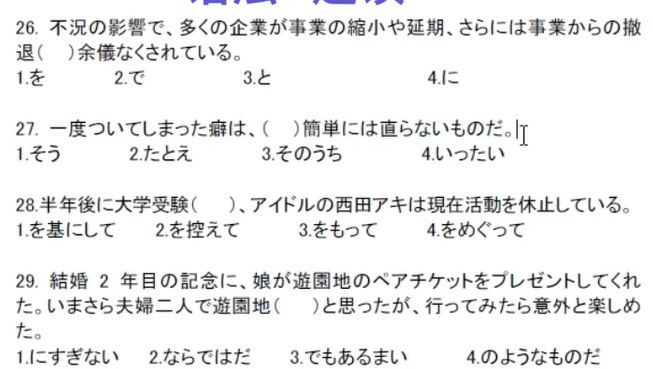 26. 不況の影響で、多くの企業が事業の縮小や延期、さらには事業からの撤
退(　)余儀なくされている。
1.を 2.で 3.と 4.に
27. 一度ついてしまった癖は、(　)簡単には直らないものだ。
1.そう 2.たとえ 3.そのうち 4.いったい
28.半年後に大学受験(　)、アイドルの西田アキは現在活動を休止している。
1.を基にして 2.を控えて 3.をもって 4.をめぐって
29. 結婚 2 年目の記念に、娘が遊園地のペアチケットをプレゼントしてくれ
た。いまさら夫婦二人で遊園地(　)と思ったが、行ってみたら意外と楽しめ
た。
1.にすぎない 2.ならではだ 3.でもあるまい 4.のようなものだ